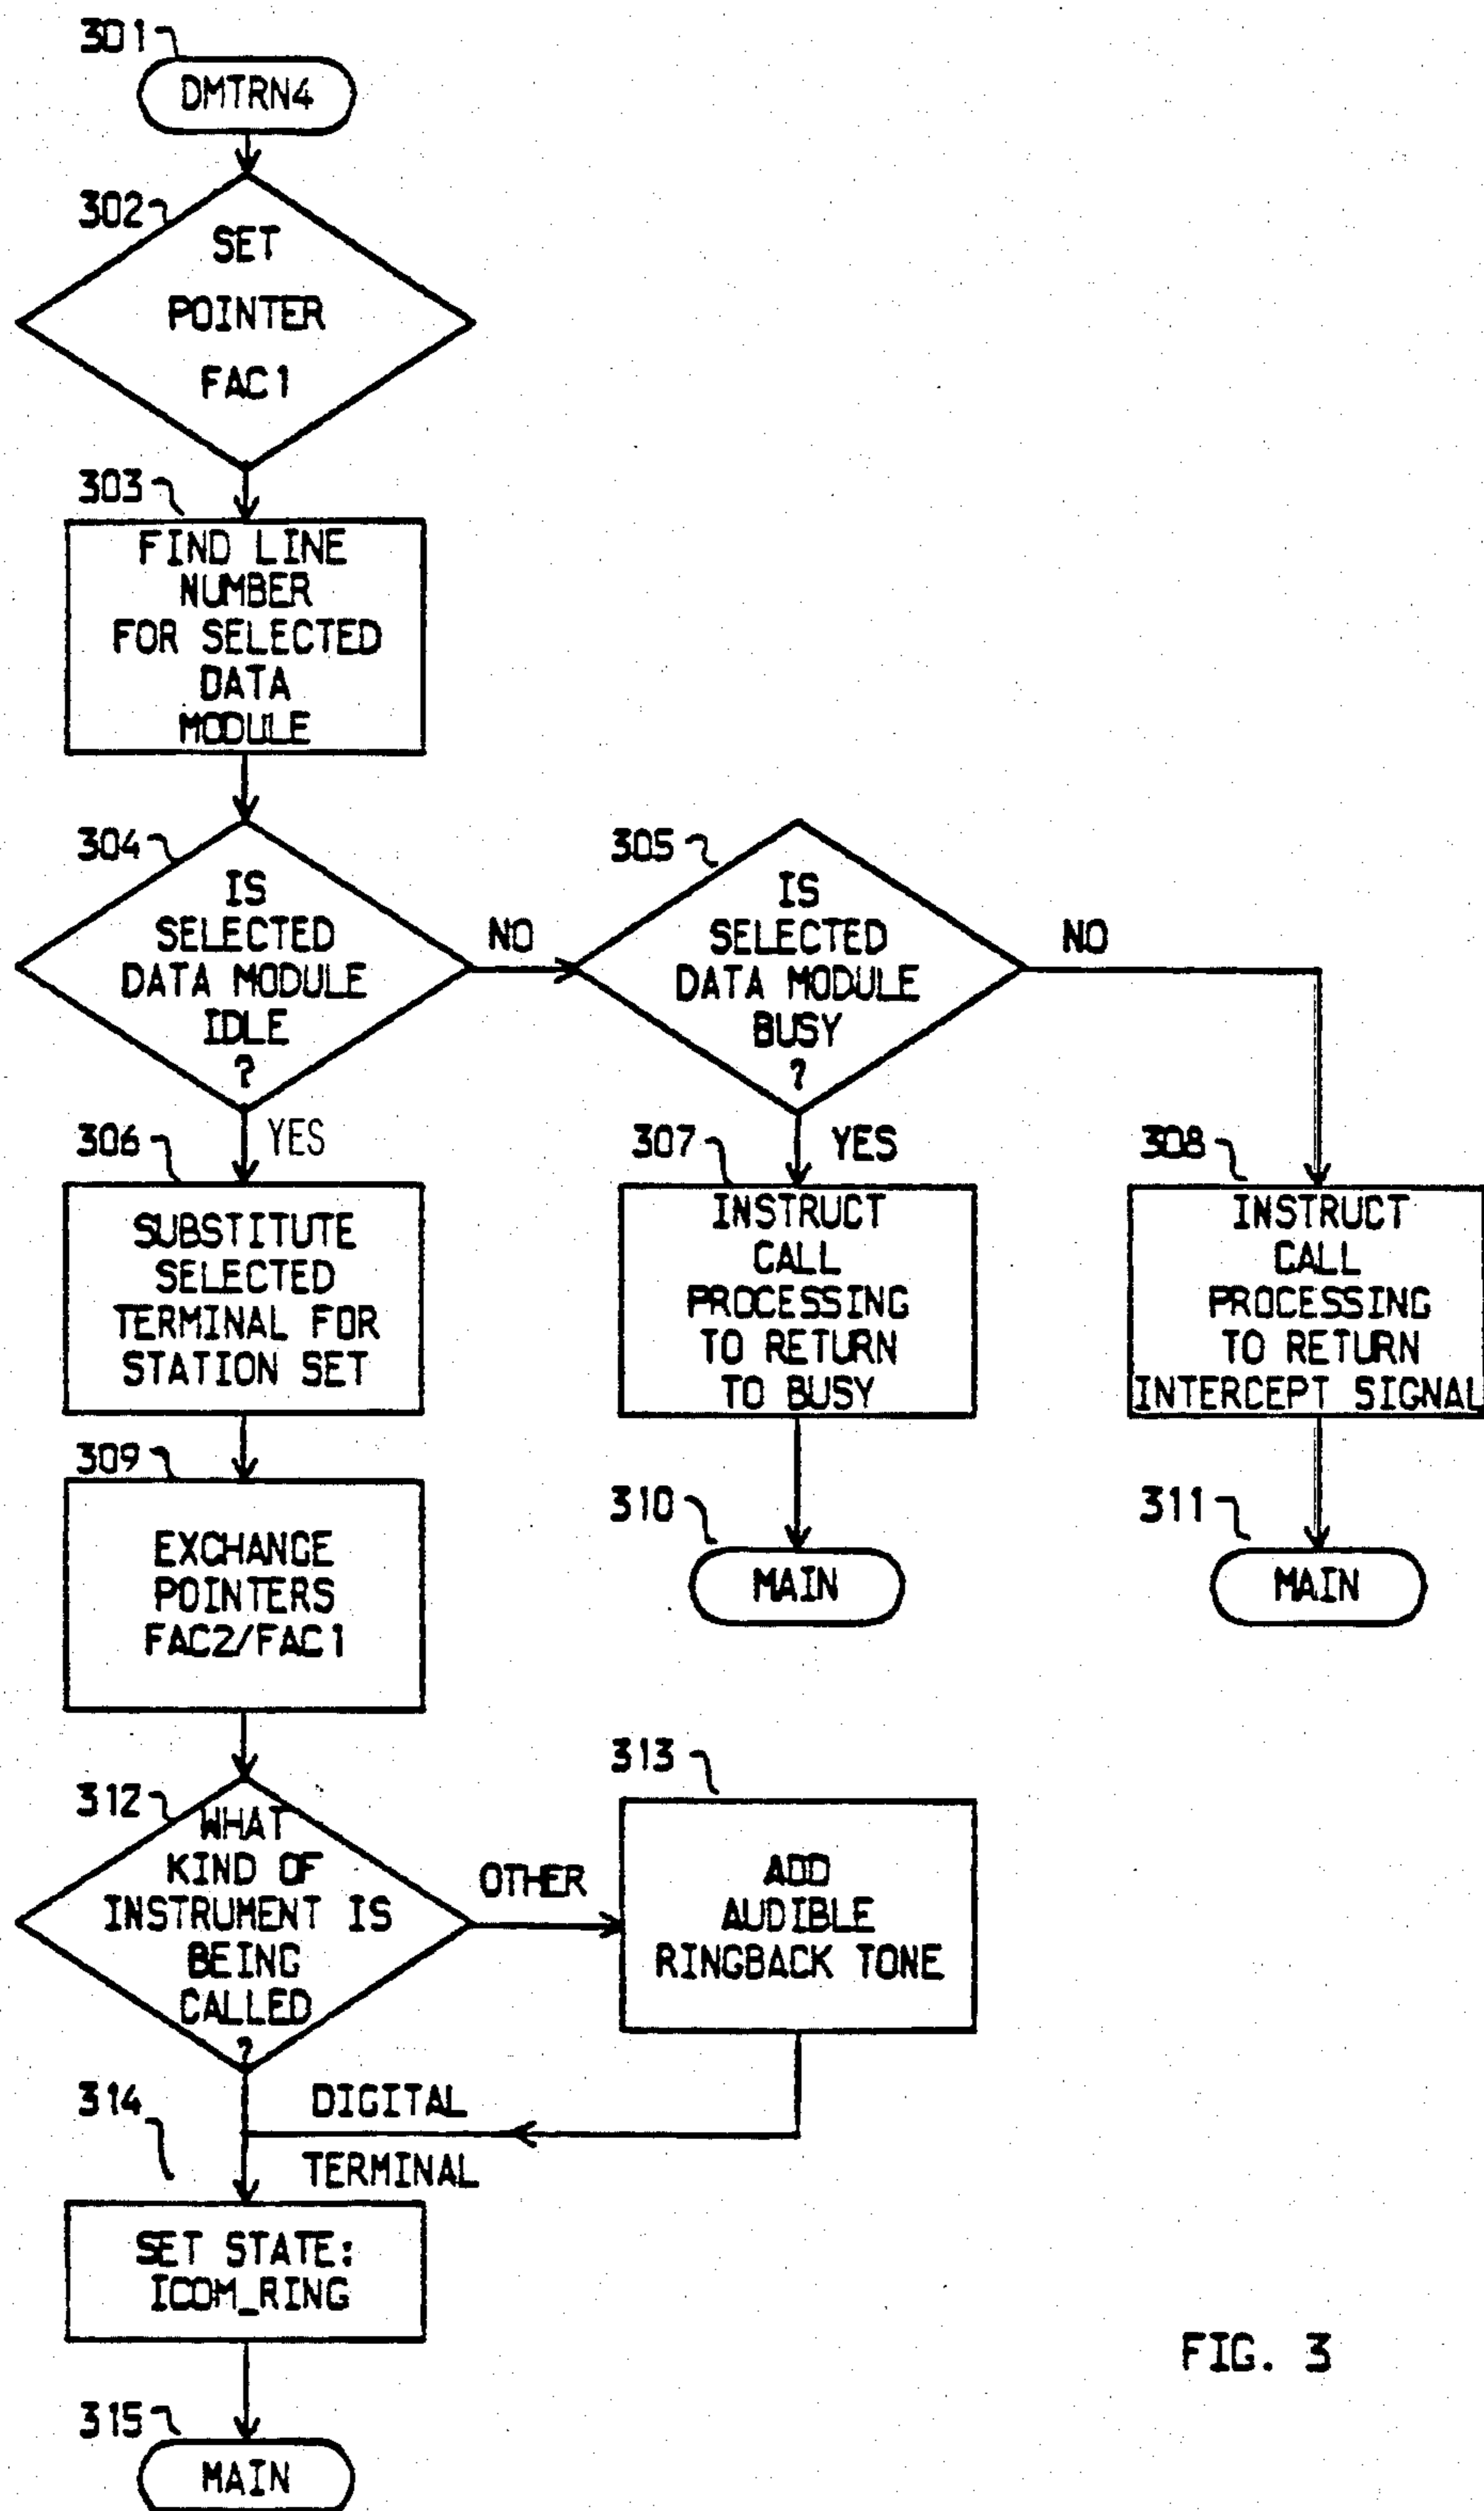 301
DMTRN4
302
SET
POINTER
FAC1
303
FIND LINE
NUMBER
FOR SELECTED
DATA
MODULE
304
IS
SELECTED
DATA MODULE
IDLE
?
NO
305
IS
SELECTED
DATA MODULE
BUSY
?
NO
YES
306
SUBSTITUTE
SELECTED
TERMINAL FOR
STATION SET
YES
307
INSTRUCT
CALL
PROCESSING
TO RETURN
TO BUSY
308
INSTRUCT
CALL
PROCESSING
TO RETURN
INTERCEPT SIGNAL
309
EXCHANGE
POINTERS
FAC2/FAC1
310
MAIN
311
MAIN
312
WHAT
KIND OF
INSTRUMENT IS
BEING
CALLED
?
OTHER
313
ADD
AUDIBLE
RINGBACK TONE
DIGITAL
TERMINAL
314
SET STATE:
ICOM_RING
315
MAIN
FIG. 3